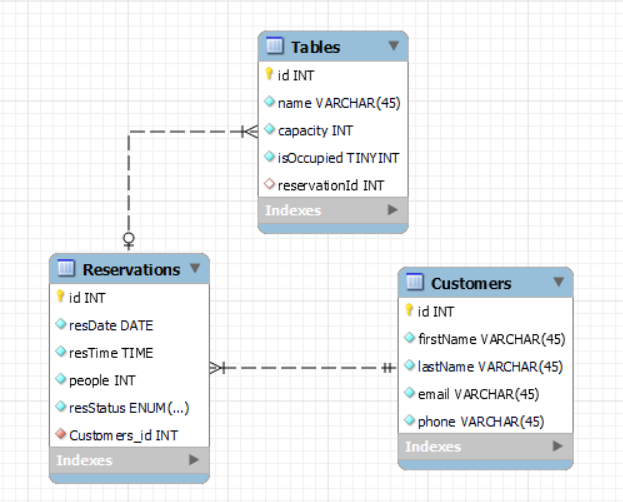 Tables
id INT
name VARCHAR(45)
capacity INT
isOccupied TINYINT
reservationId INT
Indexes
Reservations
id INT
resDate DATE
resTime TIME
people INT
resStatus ENUM(...)
Customers_id INT
Indexes
Customers
id INT
firstName VARCHAR(45)
lastName VARCHAR(45)
email VARCHAR(45)
phone VARCHAR(45)
Indexes